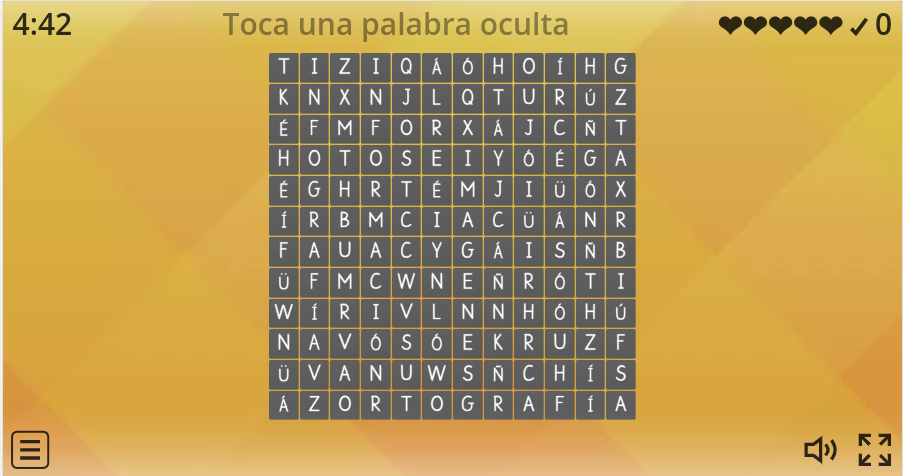 4:42 Toca una palabra oculta ❤❤❤❤❤ ✓ 0
T I Z I Q Á Ó H O Í H G
K N X N J L Q T U R Ú Z
É F M F O R X Á J C Ñ T
H O T O S E I Y Ó É G A
É G H R T É M J I Ü Ó X
Í R B M C I A C Ü Á N R
F A U A C Y G Á I S Ñ B
Ü F M C W N E Ñ R Ó T I
W Í R I V L N N H Ó H Ú
N A V Ó S Ó E K R U Z F
Ü V A N U W S Ñ C H Í S
Á Z O R T O G R A F Í A